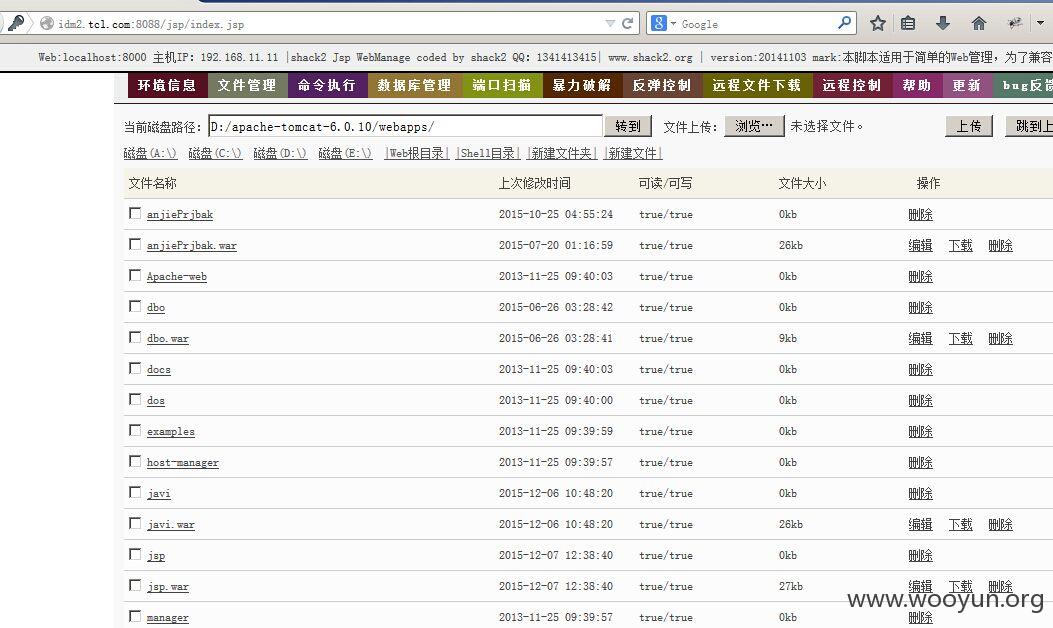 idm2.tcl.com:8088/jsp/index.jsp Google
Web:localhost:8000 主机IP: 192.168.11.11 |shack2 Jsp WebManage coded by shack2 QQ: 1341413415| www.shack2.org | version:20141103 mark:本脚本适用于简单的Web管理，为了兼容
环境信息 文件管理 命令执行 数据库管理 端口扫描 暴力破解 反弹控制 远程文件下载 远程控制 帮助 更新 bug反馈
当前磁盘路径: D:/apache-tomcat-6.0.10/webapps/ 转到 文件上传: 浏览… 未选择文件。 上传 跳到上
磁盘(A:\) 磁盘(C:\) 磁盘(D:\) 磁盘(E:\) |Web根目录| |Shell目录| |新建文件夹| |新建文件|
文件名称 上次修改时间 可读/可写 文件大小 操作
anjiePrjbak 2015-10-25 04:55:24 true/true 0kb 删除
anjiePrjbak.war 2015-07-20 01:16:59 true/true 26kb 编辑 下载 删除
Apache-web 2013-11-25 09:40:03 true/true 0kb 删除
dbo 2015-06-26 03:28:42 true/true 0kb 删除
dbo.war 2015-06-26 03:28:41 true/true 9kb 编辑 下载 删除
docs 2013-11-25 09:40:03 true/true 0kb 删除
dos 2013-11-25 09:40:00 true/true 0kb 删除
examples 2013-11-25 09:39:59 true/true 0kb 删除
host-manager 2013-11-25 09:39:57 true/true 0kb 删除
javi 2015-12-06 10:48:20 true/true 0kb 删除
javi.war 2015-12-06 10:48:20 true/true 26kb 编辑 下载 删除
jsp 2015-12-07 12:38:40 true/true 0kb 删除
jsp.war 2015-12-07 12:38:40 true/true 27kb 编辑 下载 删除
manager 2013-11-25 09:39:57 true/true 0kb 删除
www.wooyun.org